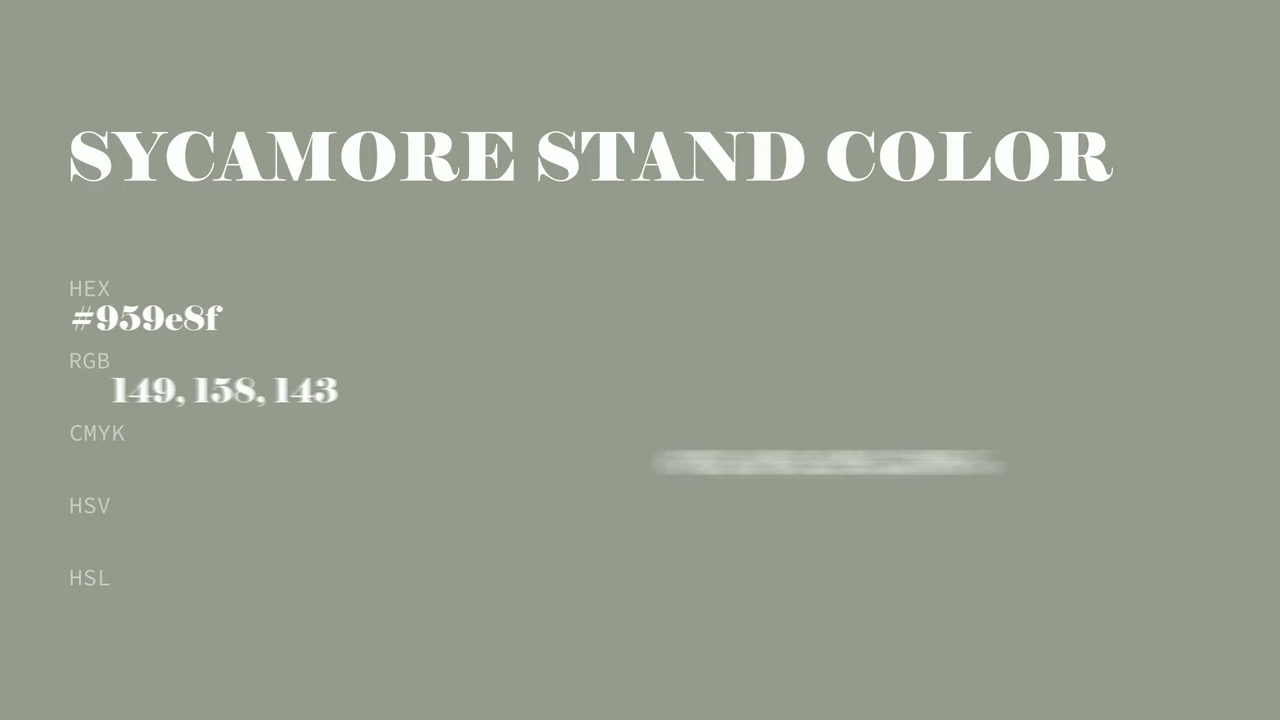 SYCAMORE STAND COLOR
HEX
#959e8f
RGB
149, 158, 143
CMYK
HSV
HSL